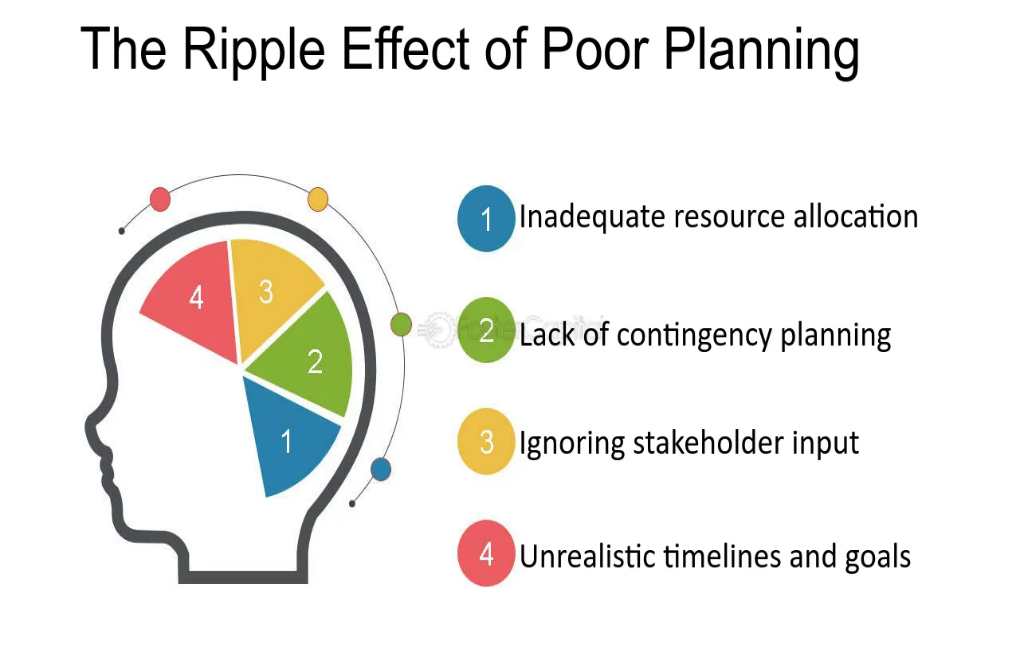 The Ripple Effect of Poor Planning
4
3
2
1
1 Inadequate resource allocation
2 Lack of contingency planning
3 Ignoring stakeholder input
4 Unrealistic timelines and goals